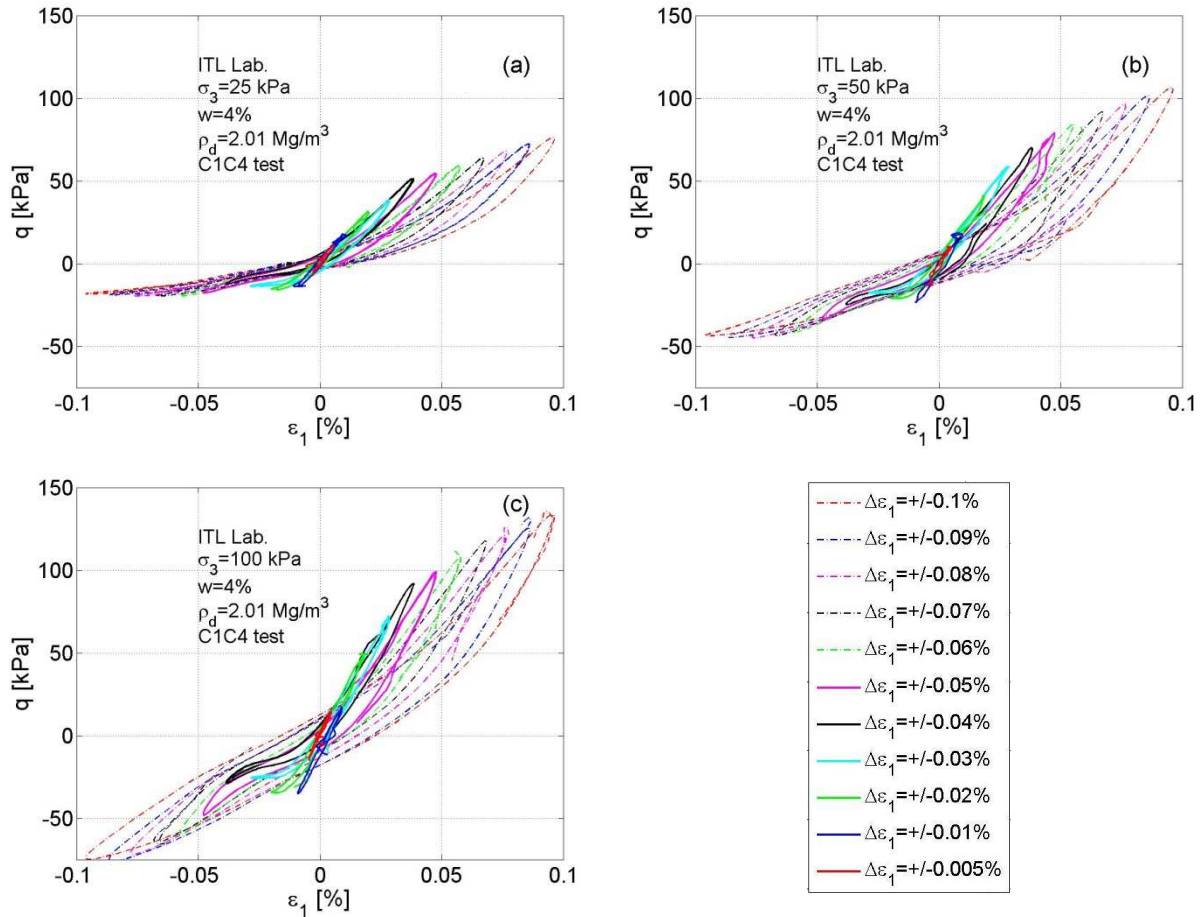 150
100
50
0
-50
q [kPa]
ITL Lab.
σ3=25 kPa
w=4%
ρd=2.01 Mg/m3
C1C4 test
(a)
-0.1 -0.05 0 0.05 0.1
ε1 [%]
150
100
50
0
-50
q [kPa]
ITL Lab.
σ3=50 kPa
w=4%
ρd=2.01 Mg/m3
C1C4 test
(b)
-0.1 -0.05 0 0.05 0.1
ε1 [%]
150
100
50
0
-50
q [kPa]
ITL Lab.
σ3=100 kPa
w=4%
ρd=2.01 Mg/m3
C1C4 test
(c)
-0.1 -0.05 0 0.05 0.1
ε1 [%]
Δε1=+/-0.1%
Δε1=+/-0.09%
Δε1=+/-0.08%
Δε1=+/-0.07%
Δε1=+/-0.06%
Δε1=+/-0.05%
Δε1=+/-0.04%
Δε1=+/-0.03%
Δε1=+/-0.02%
Δε1=+/-0.01%
Δε1=+/-0.005%